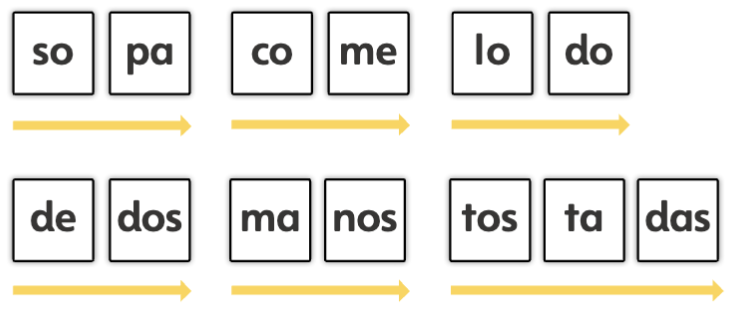 so pa co me lo do
de dos ma nos tos ta das